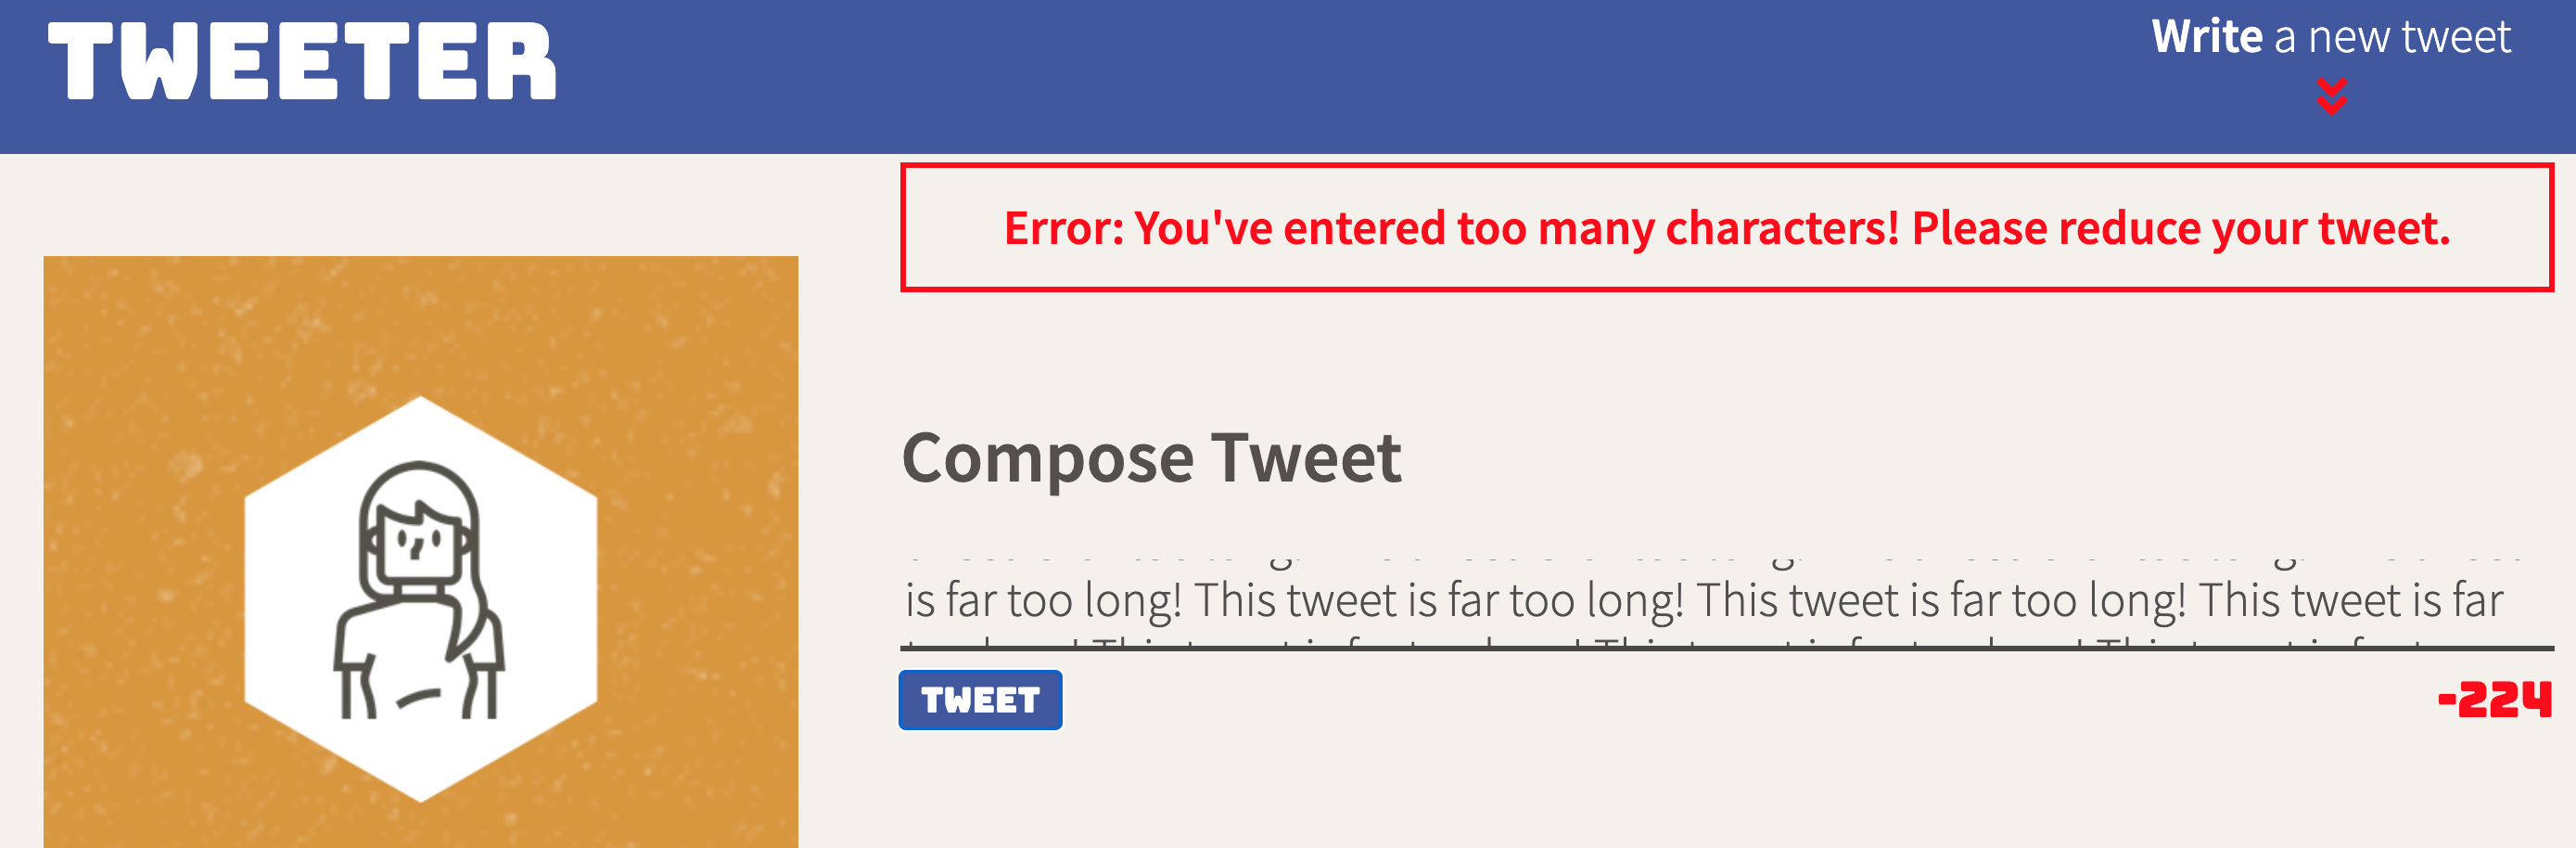 TWEETER
Write a new tweet
Error: You've entered too many characters! Please reduce your tweet.
Compose Tweet
is far too long! This tweet is far too long! This tweet is far too long! This tweet is far
TWEET
-224